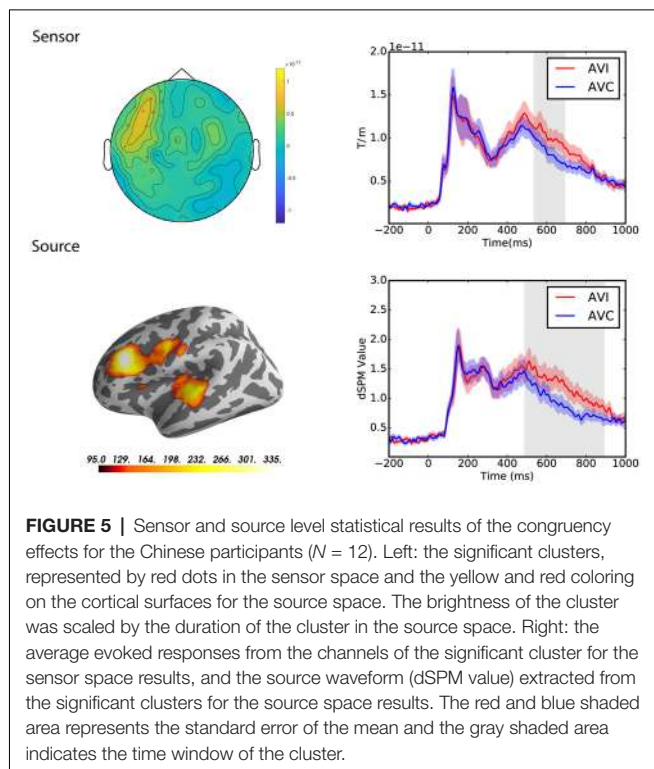 Sensor
x10^-11
1
0.5
0
-0.5
-1
1e-11
2.0
1.5
1.0
0.5
T/m
AVI
AVC
−200 0 200 400 600 800 1000
Time(ms)
Source
95.0 129. 164. 198. 232. 266. 301. 335.
3.0
2.5
2.0
1.5
1.0
0.5
dSPM Value
AVI
AVC
−200 0 200 400 600 800 1000
Time (ms)
FIGURE 5 | Sensor and source level statistical results of the congruency
effects for the Chinese participants (N = 12). Left: the significant clusters,
represented by red dots in the sensor space and the yellow and red coloring
on the cortical surfaces for the source space. The brightness of the cluster
was scaled by the duration of the cluster in the source space. Right: the
average evoked responses from the channels of the significant cluster for the
sensor space results, and the source waveform (dSPM value) extracted from
the significant clusters for the source space results. The red and blue shaded
area represents the standard error of the mean and the gray shaded area
indicates the time window of the cluster.